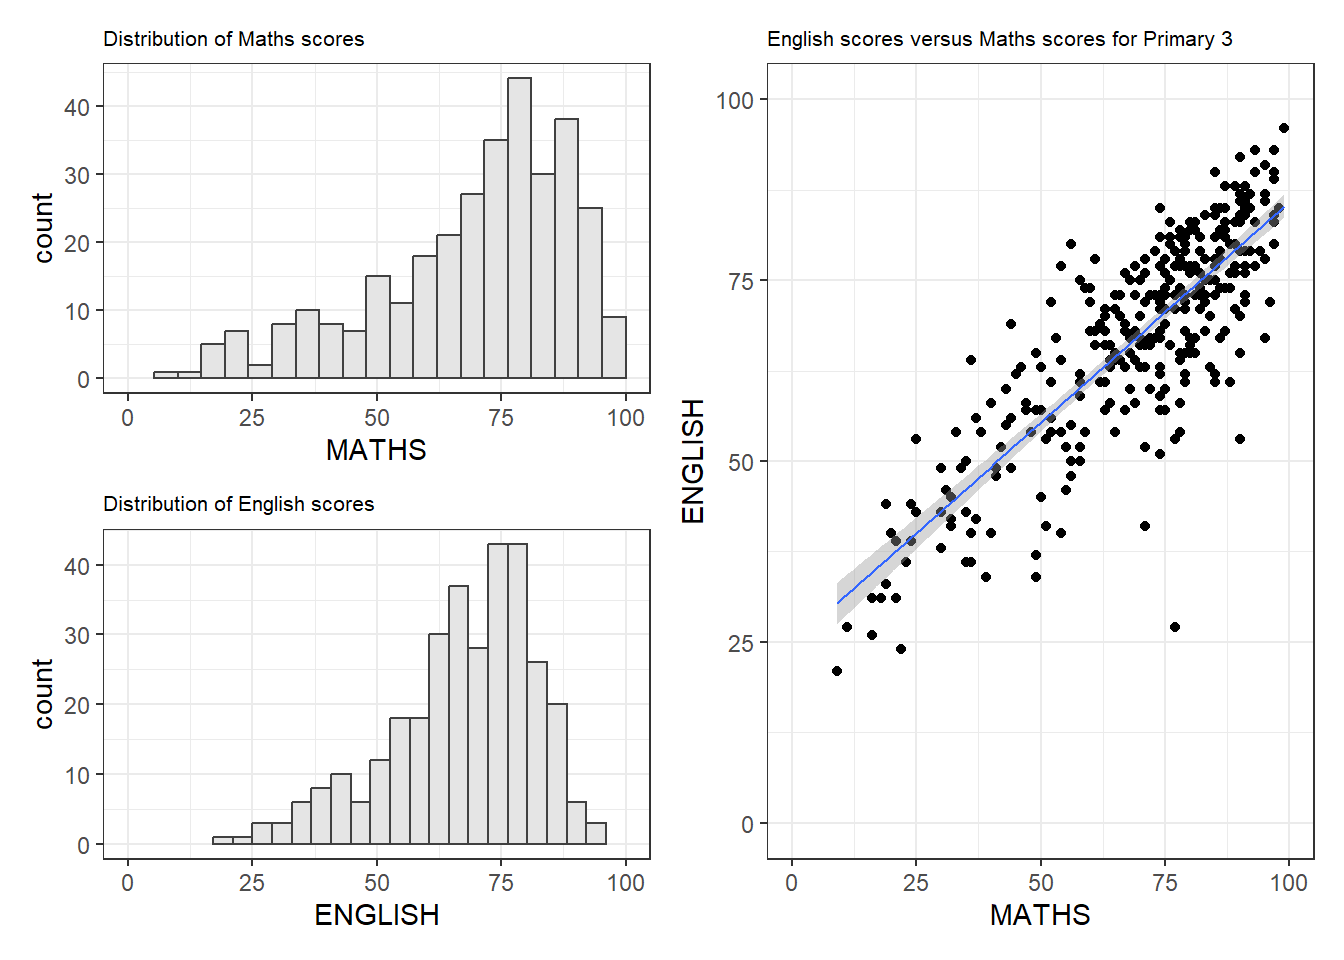 Distribution of Maths scores
40
30
20
10
0
count
0 25 50 75 100
MATHS
Distribution of English scores
40
30
20
10
0
count
0 25 50 75 100
ENGLISH
English scores versus Maths scores for Primary 3
100
75
50
25
0
ENGLISH
0 25 50 75 100
MATHS